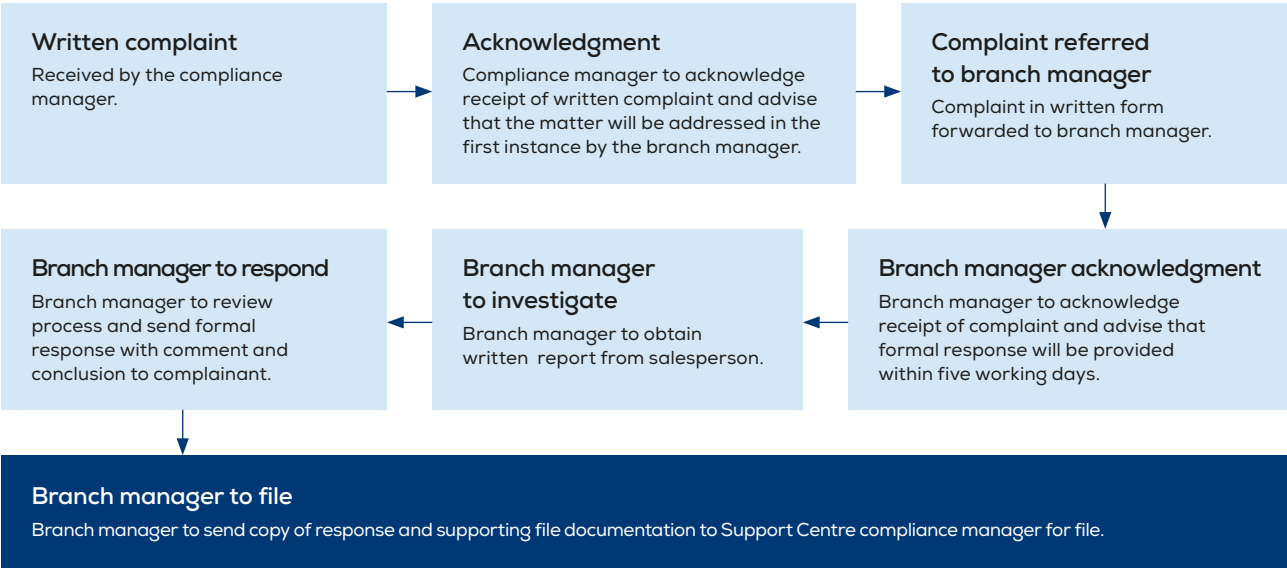 Written complaint
Received by the compliance
manager.
Acknowledgment
Compliance manager to acknowledge
receipt of written complaint and advise
that the matter will be addressed in the
first instance by the branch manager.
Complaint referred
to branch manager
Complaint in written form
forwarded to branch manager.
Branch manager acknowledgment
Branch manager to acknowledge
receipt of complaint and advise that
formal response will be provided
within five working days.
Branch manager
to investigate
Branch manager to obtain
written report from salesperson.
Branch manager to respond
Branch manager to review
process and send formal
response with comment and
conclusion to complainant.
Branch manager to file
Branch manager to send copy of response and supporting file documentation to Support Centre compliance manager for file.